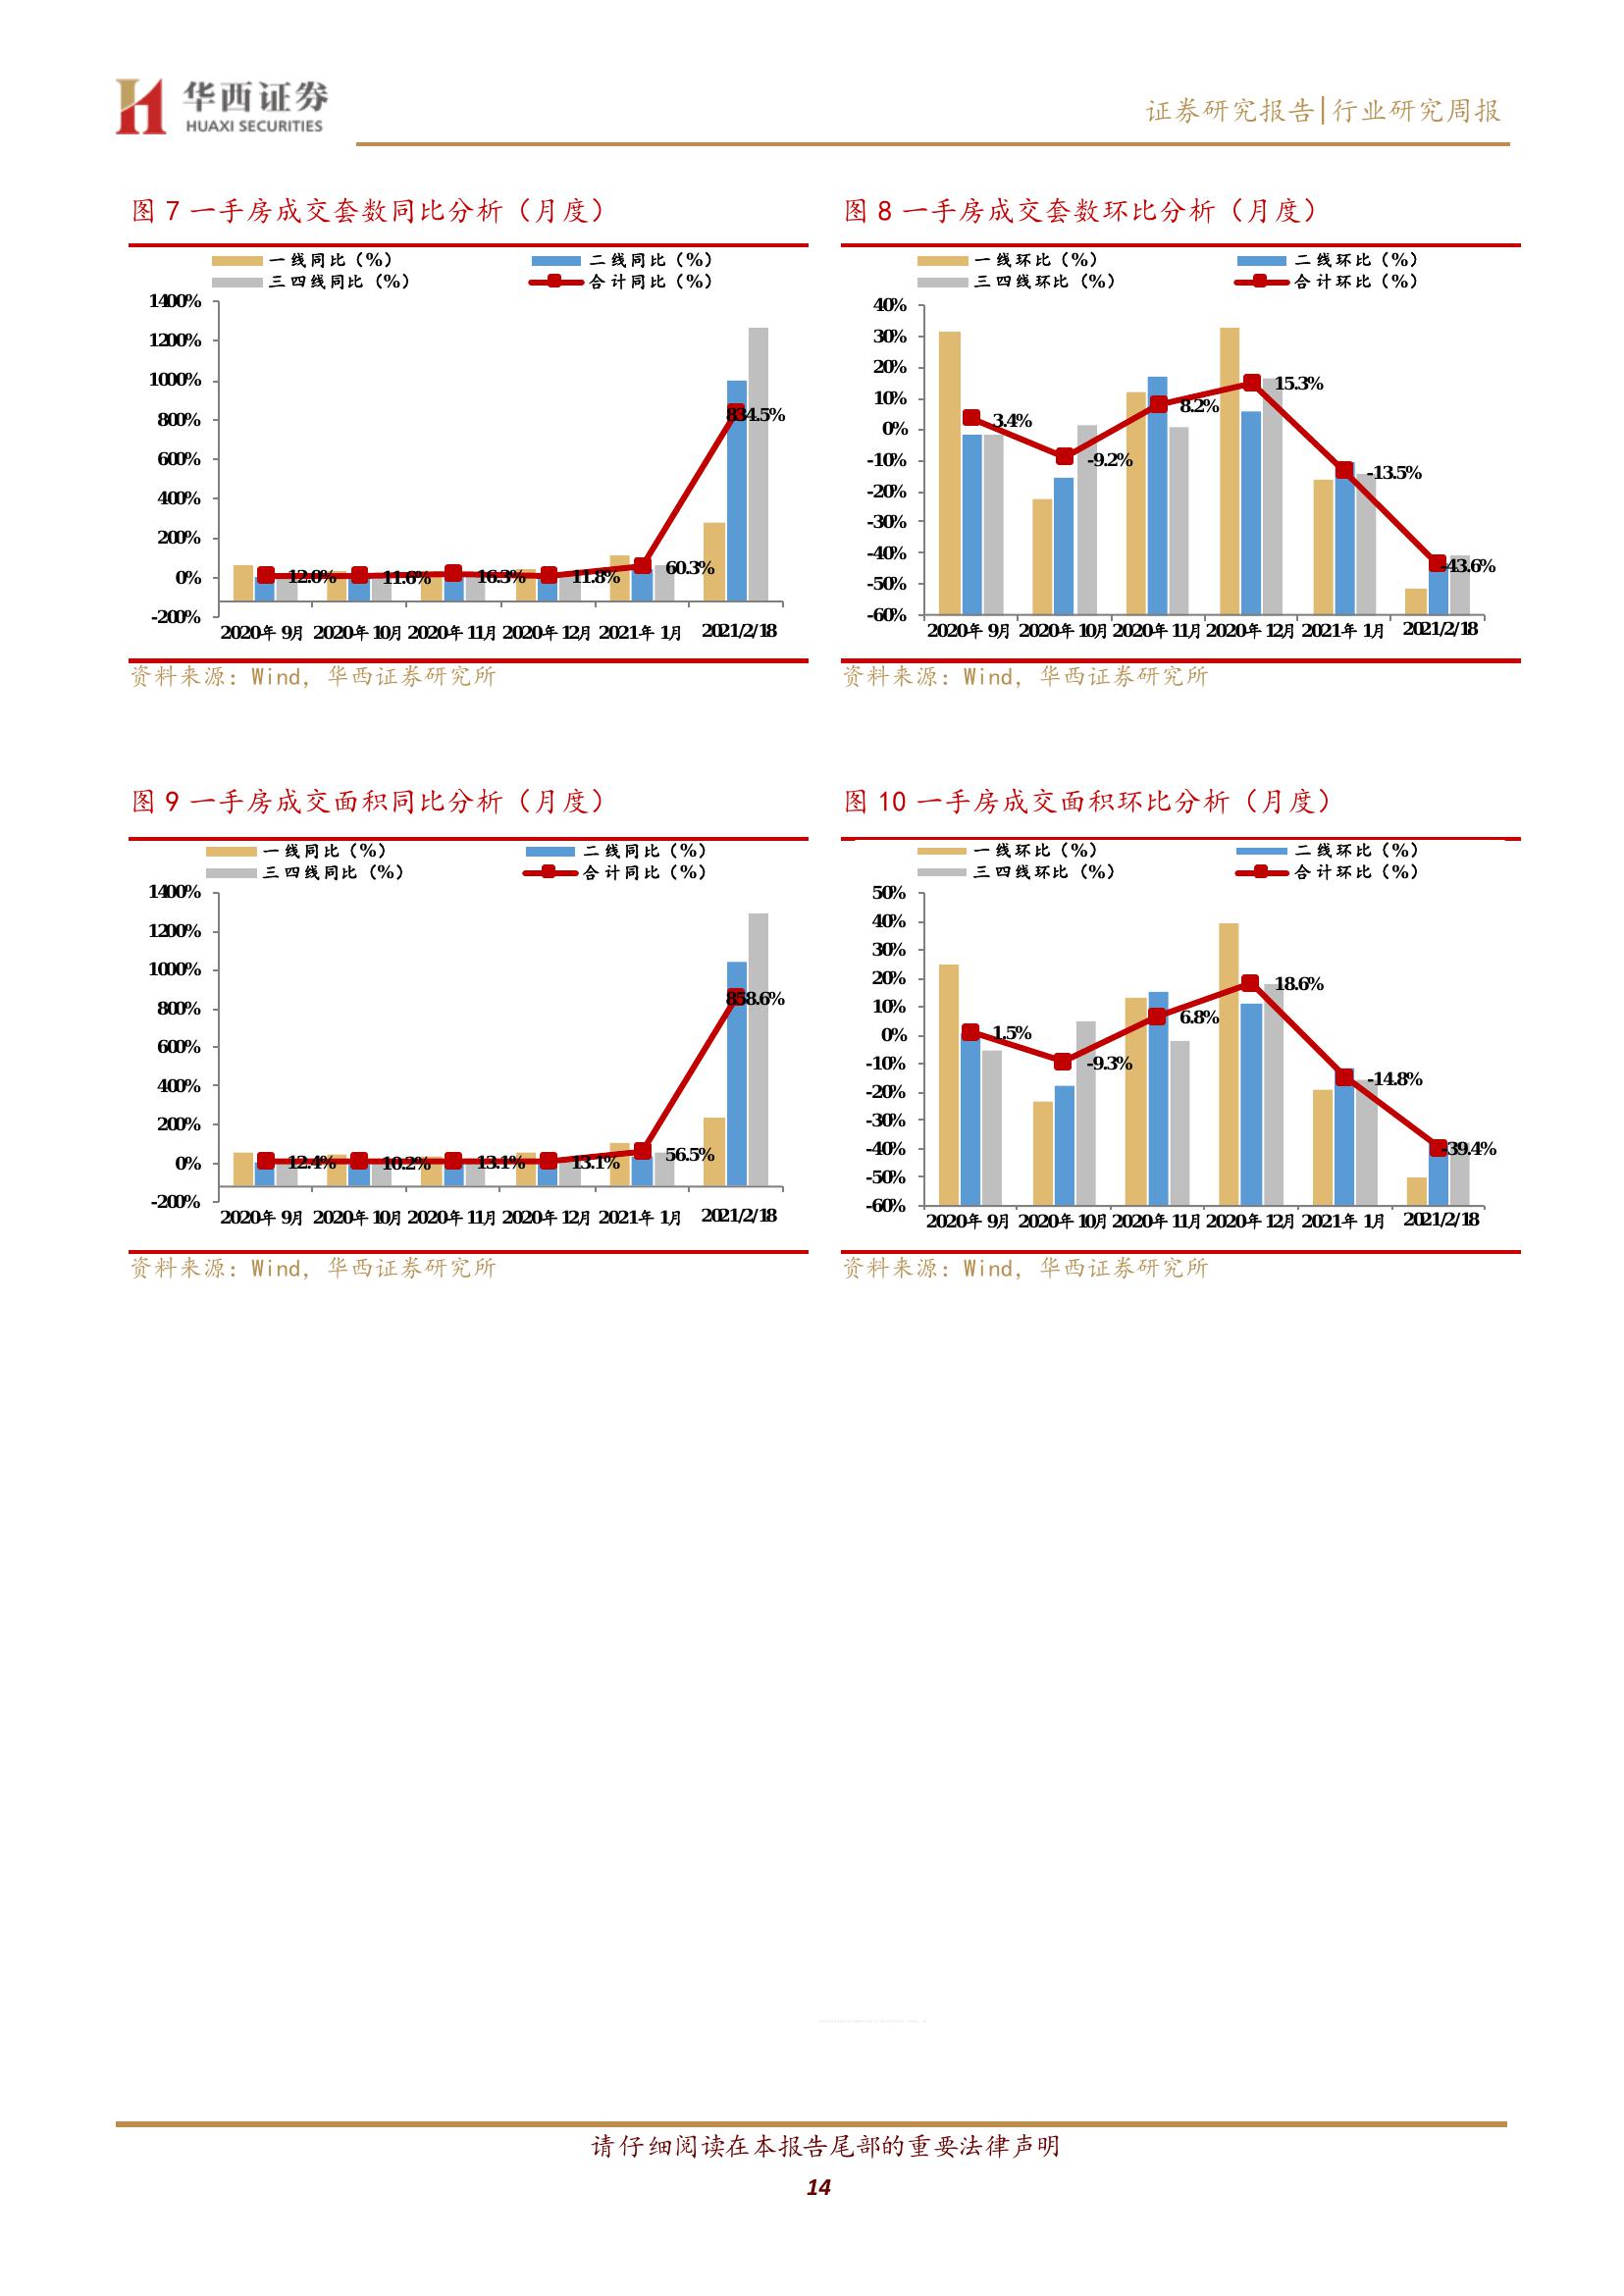 华西证券
HUAXI SECURITIES
证券研究报告|行业研究周报
图 7 一手房成交套数同比分析（月度）
一线同比（%）
二线同比（%）
三四线同比（%）
合计同比（%）
1400%
1200%
1000%
800%
600%
400%
200%
0%
-200%
12.0%
11.6%
16.3%
11.8%
60.3%
834.5%
2020年 9月 2020年 10月 2020年 11月 2020年 12月 2021年 1月 2021/2/18
资料来源：Wind，华西证券研究所
图 8 一手房成交套数环比分析（月度）
一线环比（%）
二线环比（%）
三四线环比（%）
合计环比（%）
40%
30%
20%
10%
0%
-10%
-20%
-30%
-40%
-50%
-60%
3.4%
-9.2%
8.2%
15.3%
-13.5%
-43.6%
2020年 9月 2020年 10月 2020年 11月 2020年 12月 2021年 1月 2021/2/18
资料来源：Wind，华西证券研究所
图 9 一手房成交面积同比分析（月度）
一线同比（%）
二线同比（%）
三四线同比（%）
合计同比（%）
1400%
1200%
1000%
800%
600%
400%
200%
0%
-200%
12.4%
10.2%
13.1%
13.1%
56.5%
858.6%
2020年 9月 2020年 10月 2020年 11月 2020年 12月 2021年 1月 2021/2/18
资料来源：Wind，华西证券研究所
图 10 一手房成交面积环比分析（月度）
一线环比（%）
二线环比（%）
三四线环比（%）
合计环比（%）
50%
40%
30%
20%
10%
0%
-10%
-20%
-30%
-40%
-50%
-60%
1.5%
-9.3%
6.8%
18.6%
-14.8%
-39.4%
2020年 9月 2020年 10月 2020年 11月 2020年 12月 2021年 1月 2021/2/18
资料来源：Wind，华西证券研究所
请仔细阅读在本报告尾部的重要法律声明
14